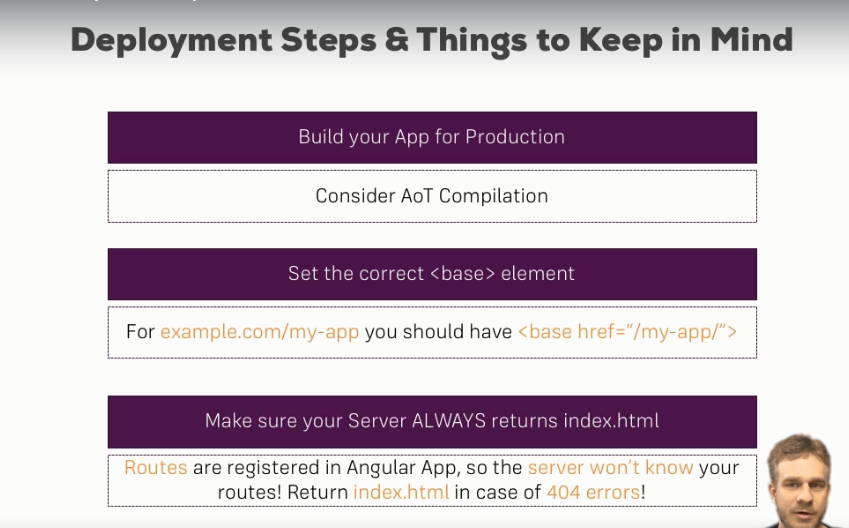 Deployment Steps & Things to Keep in Mind
Build your App for Production
Consider AoT Compilation
Set the correct <base> element
For example.com/my-app you should have <base href="/my-app/">
Make sure your Server ALWAYS returns index.html
Routes are registered in Angular App, so the server won't know your
routes! Return index.html in case of 404 errors!